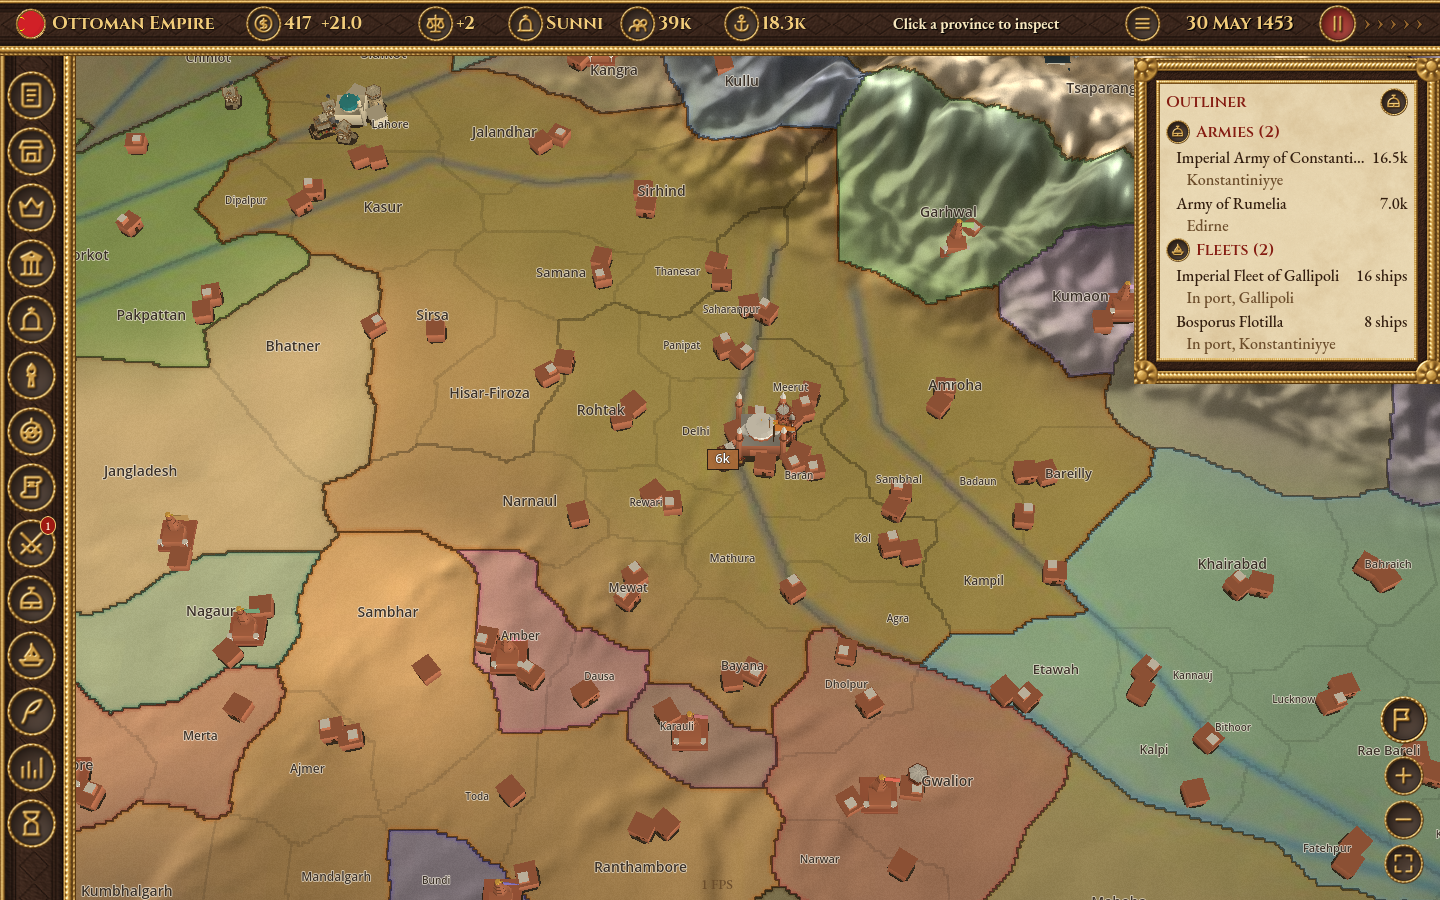 OTTOMAN EMPIRE
417 +21.0
+2
SUNNI
39K
18.3K
Click a province to inspect
30 MAY 1453
OUTLINER
ARMIES (2)
Imperial Army of Constanti... 16.5k
Konstantiniyye
Army of Rumelia 7.0k
Edirne
FLEETS (2)
Imperial Fleet of Gallipoli 16 ships
In port, Gallipoli
Bosporus Flotilla 8 ships
In port, Konstantiniyye
1
Chiniot
Kangra
Kullu
Tsaparang
Lahore
Jalandhar
Dipalpur
Kasur
Sirhind
Garhwal
orkot
Samana
Thanesar
Kumaon
Pakpattan
Sirsa
Saharanpur
Bhatner
Panipat
Hisar-Firoza
Meerut
Amroha
Rohtak
Delhi
6k
Jangladesh
Baran
Sambhal
Badaun
Bareilly
Narnaul
Rewari
Kol
Mathura
Khairabad
Bahraich
Kampil
Mewat
Nagaur
Sambhar
Agra
Amber
Bayana
Etawah
Dausa
Dholpur
Kannauj
Lucknow
Karauli
Merta
Bithoor
Kalpi
Rae Bareli
ore
Ajmer
Gwalior
Toda
Fatehpur
Ranthambore
Narwar
Mandalgarh
Bundi
Kumbhalgarh
1 FPS